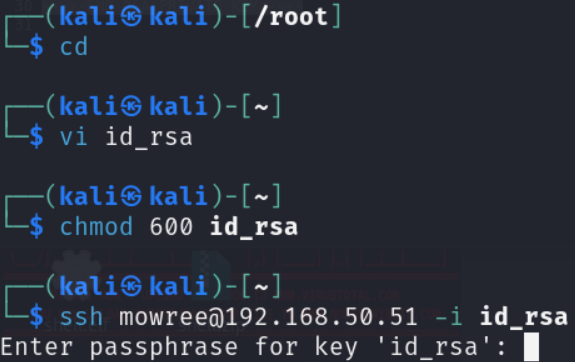 ┌──(kali㉿kali)-[/root]
└─$ cd
┌──(kali㉿kali)-[~]
└─$ vi id_rsa
┌──(kali㉿kali)-[~]
└─$ chmod 600 id_rsa
┌──(kali㉿kali)-[~]
└─$ ssh mowree@192.168.50.51 -i id_rsa
Enter passphrase for key 'id_rsa':